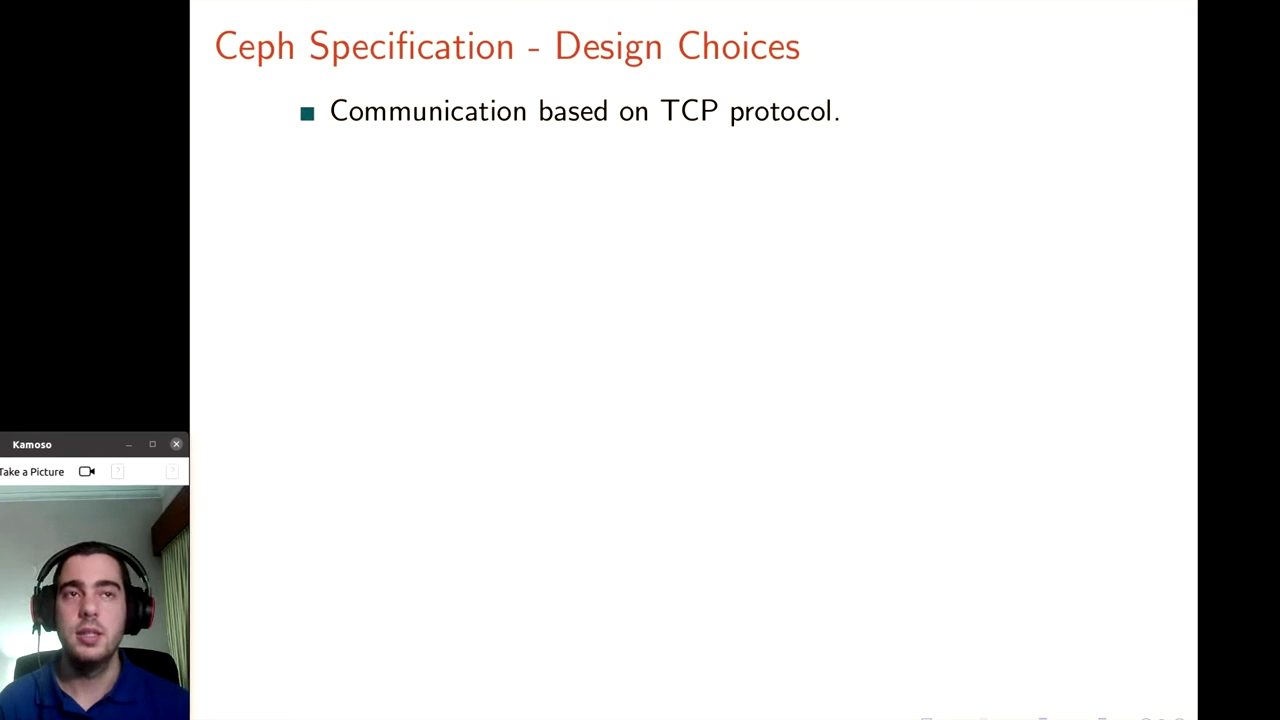 Ceph Specification - Design Choices
Communication based on TCP protocol.
Kamoso
Take a Picture